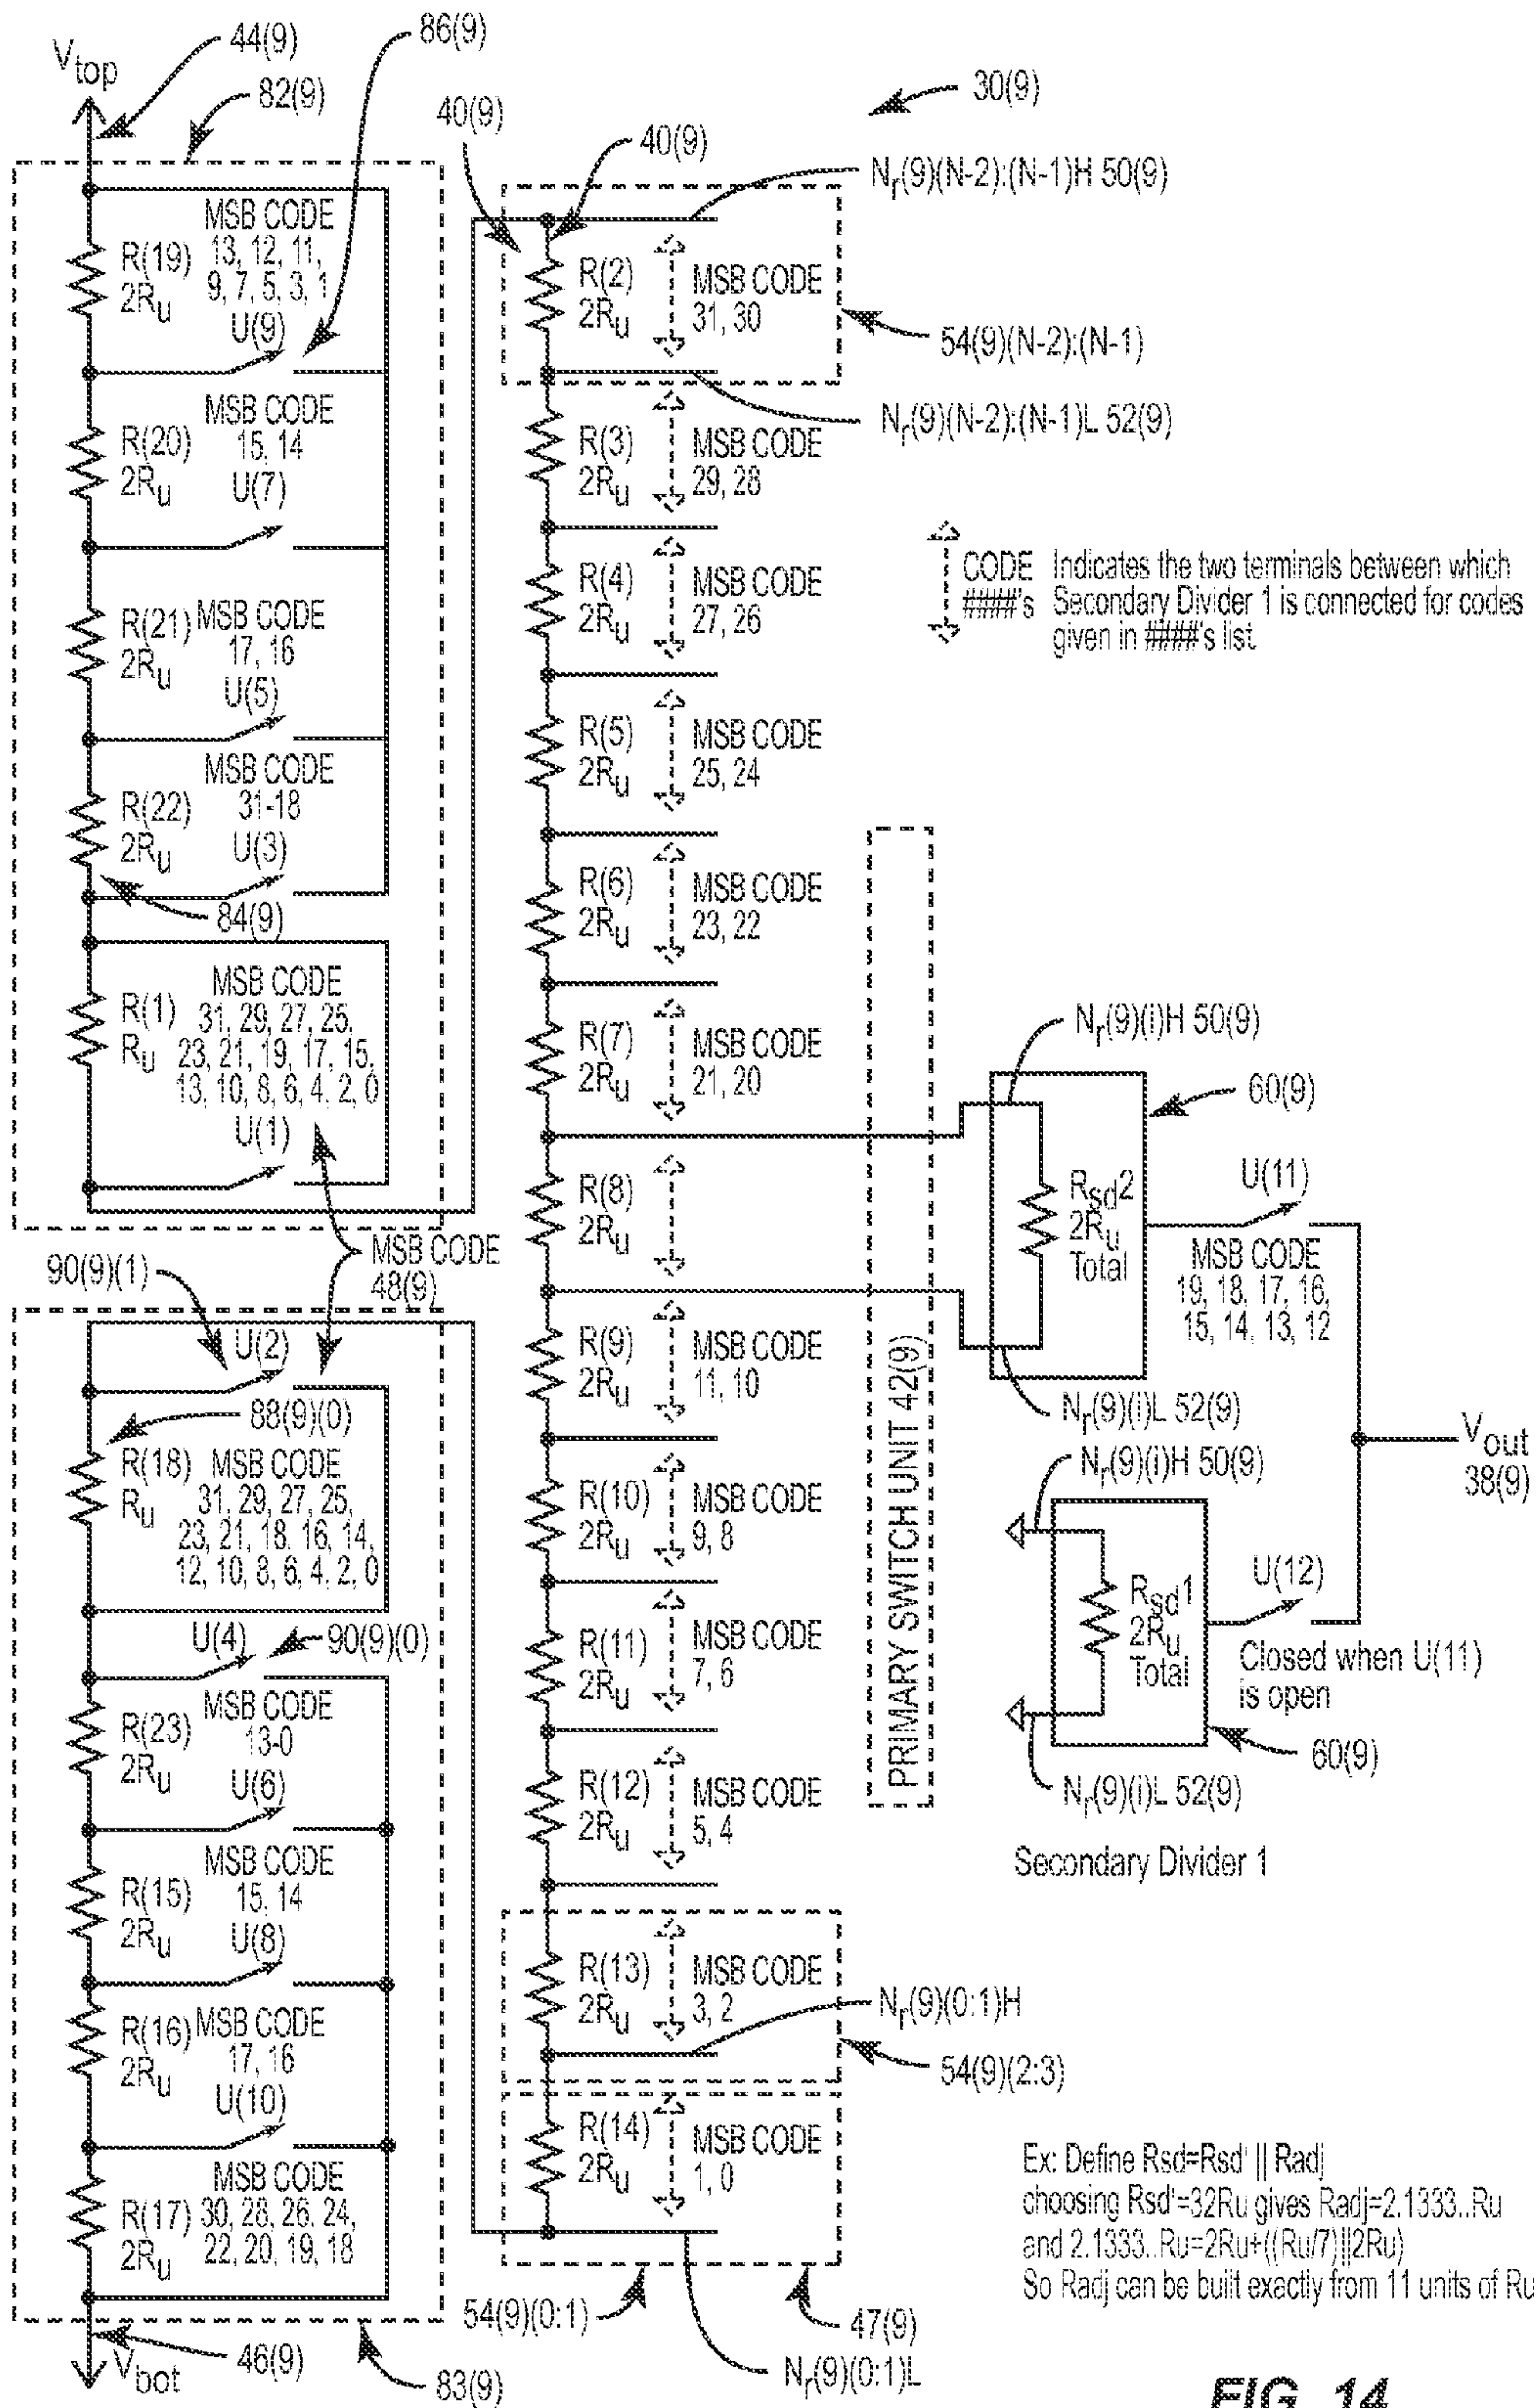 V_top
44(9)
82(9)
86(9)
40(9)
40(9)
30(9)
N_r(9)(N-2):(N-1)H 50(9)
MSB CODE
13, 12, 11,
9, 7, 5, 3, 1
R(19)
2R_u
U(9)
MSB CODE
15, 14
R(20)
2R_u
U(7)
R(21)
2R_u
MSB CODE
17, 16
U(5)
MSB CODE
31-18
R(22)
2R_u
U(3)
84(9)
R(1)
R_u
MSB CODE
31, 29, 27, 25,
23, 21, 19, 17, 15,
13, 10, 8, 6, 4, 2, 0
U(1)
MSB CODE
48(9)
90(9)(1)
U(2)
88(9)(0)
R(18)
R_u
MSB CODE
31, 29, 27, 25,
23, 21, 18, 16, 14,
12, 10, 8, 6, 4, 2, 0
U(4)
90(9)(0)
R(23)
2R_u
MSB CODE
13-0
U(6)
MSB CODE
15, 14
R(15)
2R_u
U(8)
R(16)
2R_u
MSB CODE
17, 16
U(10)
MSB CODE
30, 28, 26, 24,
22, 20, 19, 18
R(17)
2R_u
V_bot
46(9)
83(9)
R(2)
2R_u
MSB CODE
31, 30
54(9)(N-2):(N-1)
N_r(9)(N-2):(N-1)L 52(9)
R(3)
2R_u
MSB CODE
29, 28
R(4)
2R_u
MSB CODE
27, 26
R(5)
2R_u
MSB CODE
25, 24
R(6)
2R_u
MSB CODE
23, 22
R(7)
2R_u
MSB CODE
21, 20
R(8)
2R_u
R(9)
2R_u
MSB CODE
11, 10
R(10)
2R_u
MSB CODE
9, 8
R(11)
2R_u
MSB CODE
7, 6
R(12)
2R_u
MSB CODE
5, 4
R(13)
2R_u
MSB CODE
3, 2
N_r(9)(0:1)H
54(9)(2:3)
R(14)
2R_u
MSB CODE
1, 0
54(9)(0:1)
47(9)
N_r(9)(0:1)L
CODE
####'s
Indicates the two terminals between which
Secondary Divider 1 is connected for codes
given in ####'s list
PRIMARY SWITCH UNIT 42(9)
N_r(9)(i)H 50(9)
60(9)
R_sd2
2R_u
Total
U(11)
MSB CODE
19, 18, 17, 16,
15, 14, 13, 12
N_r(9)(i)L 52(9)
V_out
38(9)
N_r(9)(i)H 50(9)
R_sd1
2R_u
Total
U(12)
Closed when U(11)
is open
60(9)
N_r(9)(i)L 52(9)
Secondary Divider 1
Ex: Define Rsd=Rsd' || Radj
choosing Rsd'=32Ru gives Radj=2.1333..Ru
and 2.1333..Ru=2Ru+((Ru/7)||2Ru)
So Radj can be built exactly from 11 units of Ru
FIG. 14